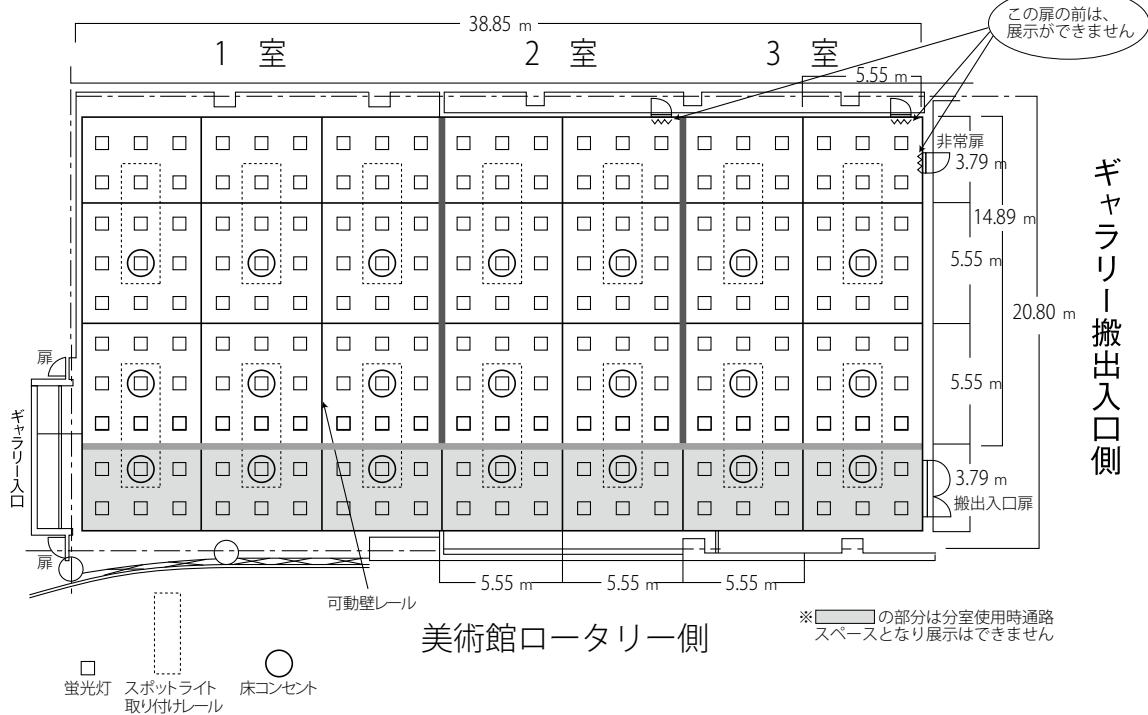 38.85 m
この扉の前は、
展示ができません
1 室
2 室
3 室
5.55 m
非常扉
3.79 m
14.89 m
5.55 m
20.80 m
5.55 m
3.79 m
搬出入口扉
ギャラリー搬出入口側
扉
ギャラリー入口
扉
5.55 m
5.55 m
5.55 m
可動壁レール
美術館ロータリー側
※の部分は分室使用時通路
スペースとなり展示はできません
蛍光灯
スポットライト
取り付けレール
床コンセント